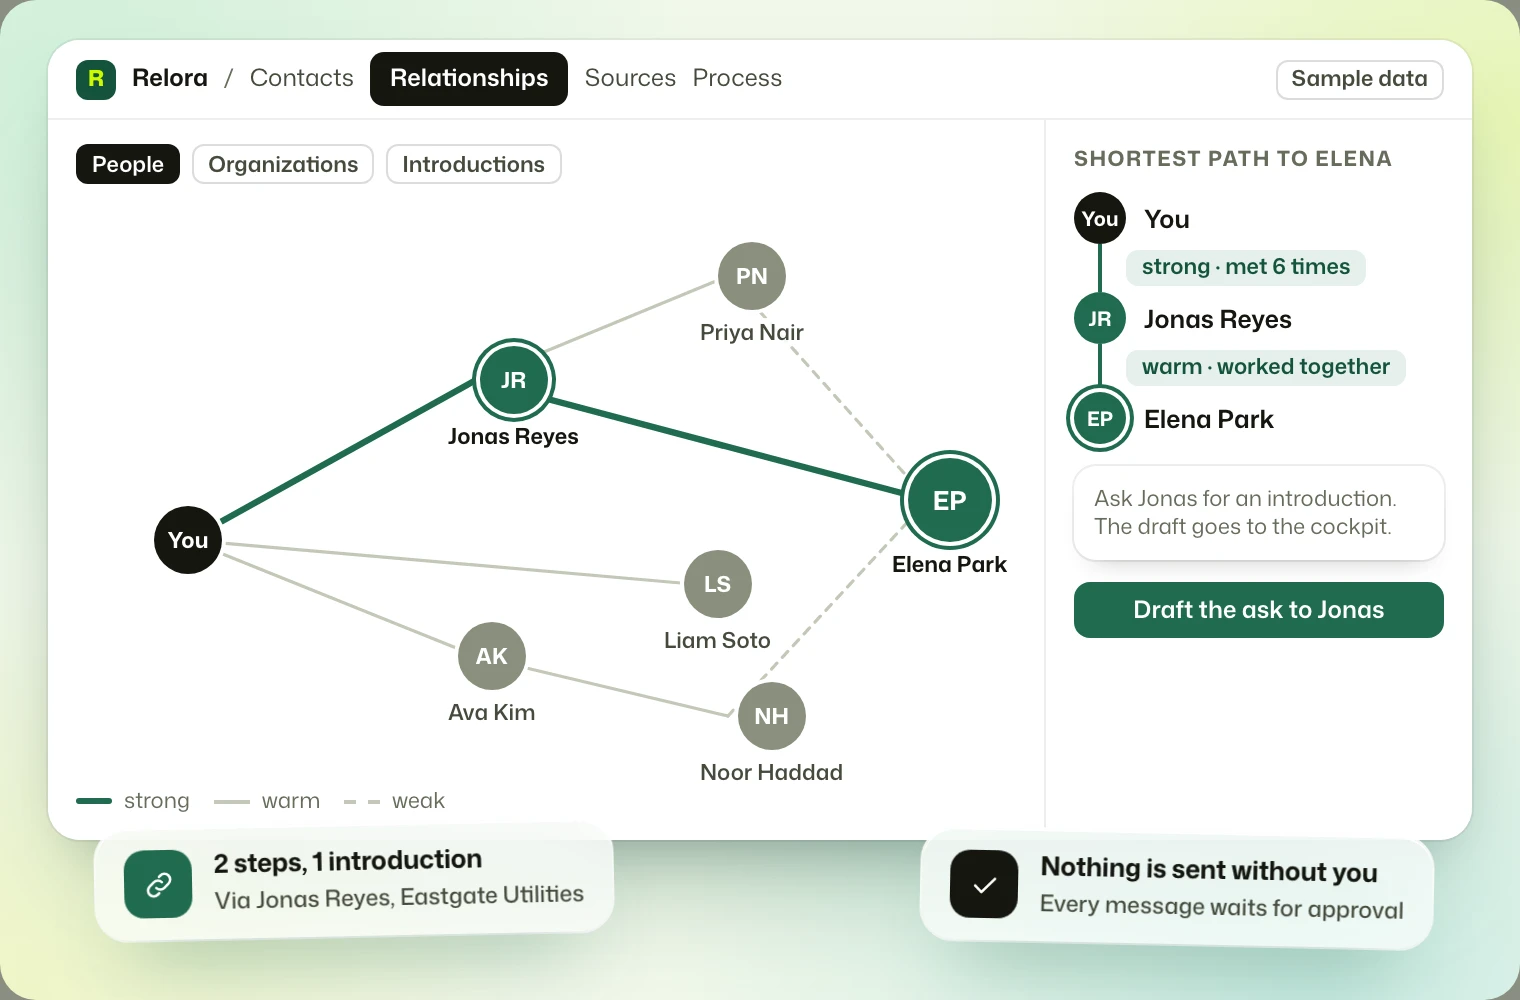 R Relora / Contacts Relationships Sources Process Sample data
People Organizations Introductions
PN
Priya Nair
JR
Jonas Reyes
EP
Elena Park
You
LS
Liam Soto
AK
Ava Kim
NH
Noor Haddad
strong warm weak
SHORTEST PATH TO ELENA
You You
strong · met 6 times
JR Jonas Reyes
warm · worked together
EP Elena Park
Ask Jonas for an introduction.
The draft goes to the cockpit.
Draft the ask to Jonas
2 steps, 1 introduction
Via Jonas Reyes, Eastgate Utilities
Nothing is sent without you
Every message waits for approval